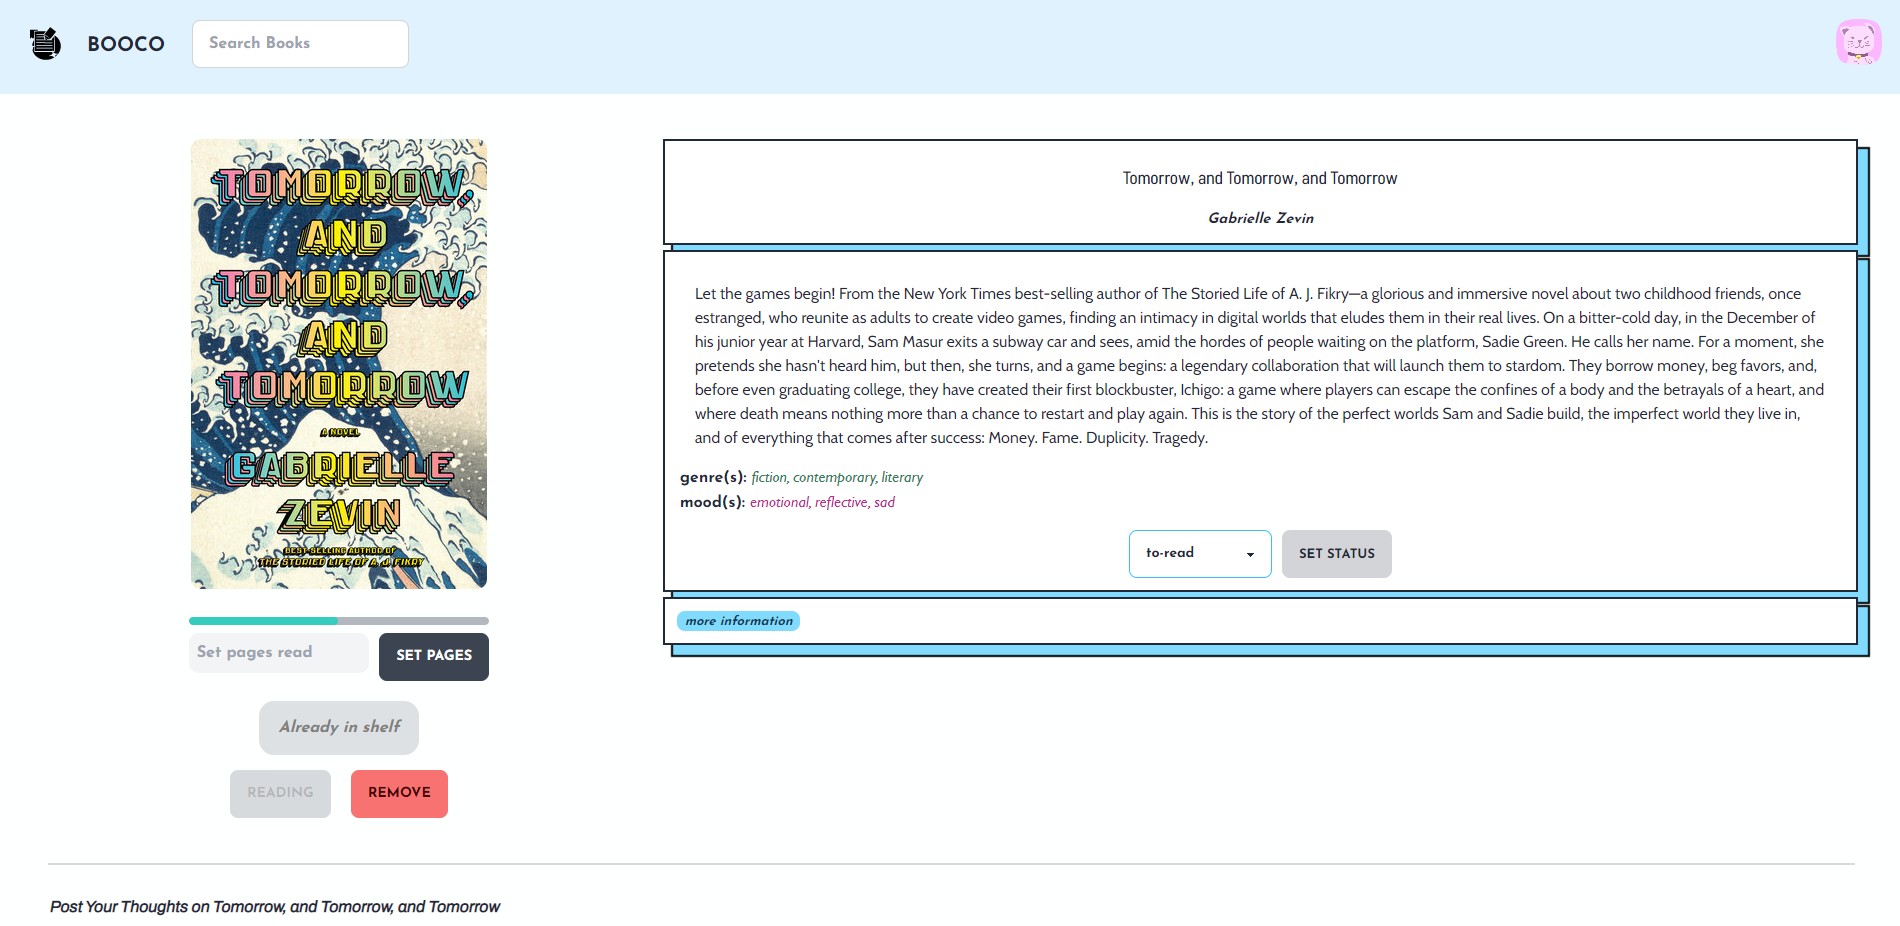 BOOCO
Search Books
TOMORROW,
AND
TOMORROW,
AND
TOMORROW
A NOVEL
GABRIELLE
ZEVIN
BEST-SELLING AUTHOR OF
THE STORIED LIFE OF A. J. FIKRY
Set pages read
SET PAGES
Already in shelf
READING
REMOVE
Tomorrow, and Tomorrow, and Tomorrow
Gabrielle Zevin
Let the games begin! From the New York Times best-selling author of The Storied Life of A. J. Fikry—a glorious and immersive novel about two childhood friends, once
estranged, who reunite as adults to create video games, finding an intimacy in digital worlds that eludes them in their real lives. On a bitter-cold day, in the December of
his junior year at Harvard, Sam Masur exits a subway car and sees, amid the hordes of people waiting on the platform, Sadie Green. He calls her name. For a moment, she
pretends she hasn't heard him, but then, she turns, and a game begins: a legendary collaboration that will launch them to stardom. They borrow money, beg favors, and,
before even graduating college, they have created their first blockbuster, Ichigo: a game where players can escape the confines of a body and the betrayals of a heart, and
where death means nothing more than a chance to restart and play again. This is the story of the perfect worlds Sam and Sadie build, the imperfect world they live in,
and of everything that comes after success: Money. Fame. Duplicity. Tragedy.
genre(s): fiction, contemporary, literary
mood(s): emotional, reflective, sad
to-read
SET STATUS
more information
Post Your Thoughts on Tomorrow, and Tomorrow, and Tomorrow